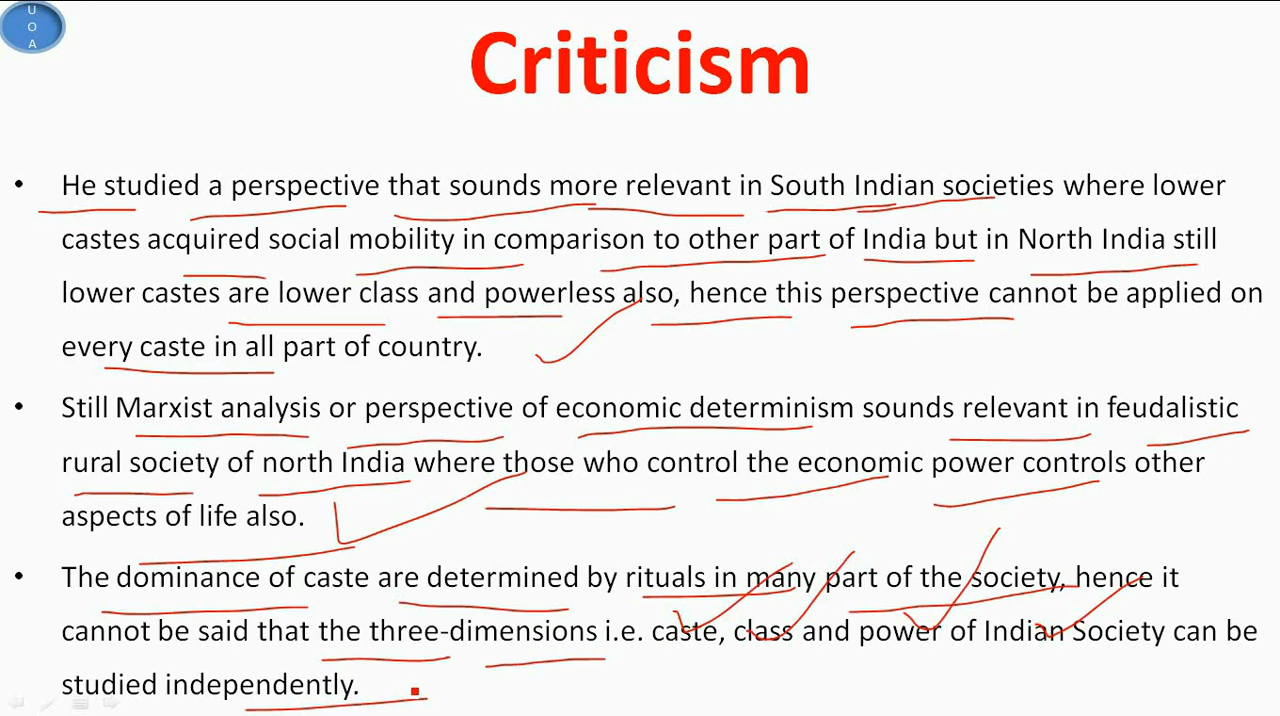 U
O
A
Criticism
• He studied a perspective that sounds more relevant in South Indian societies where lower
castes acquired social mobility in comparison to other part of India but in North India still
lower castes are lower class and powerless also, hence this perspective cannot be applied on
every caste in all part of country.
• Still Marxist analysis or perspective of economic determinism sounds relevant in feudalistic
rural society of north India where those who control the economic power controls other
aspects of life also.
• The dominance of caste are determined by rituals in many part of the society, hence it
cannot be said that the three-dimensions i.e. caste, class and power of Indian Society can be
studied independently.